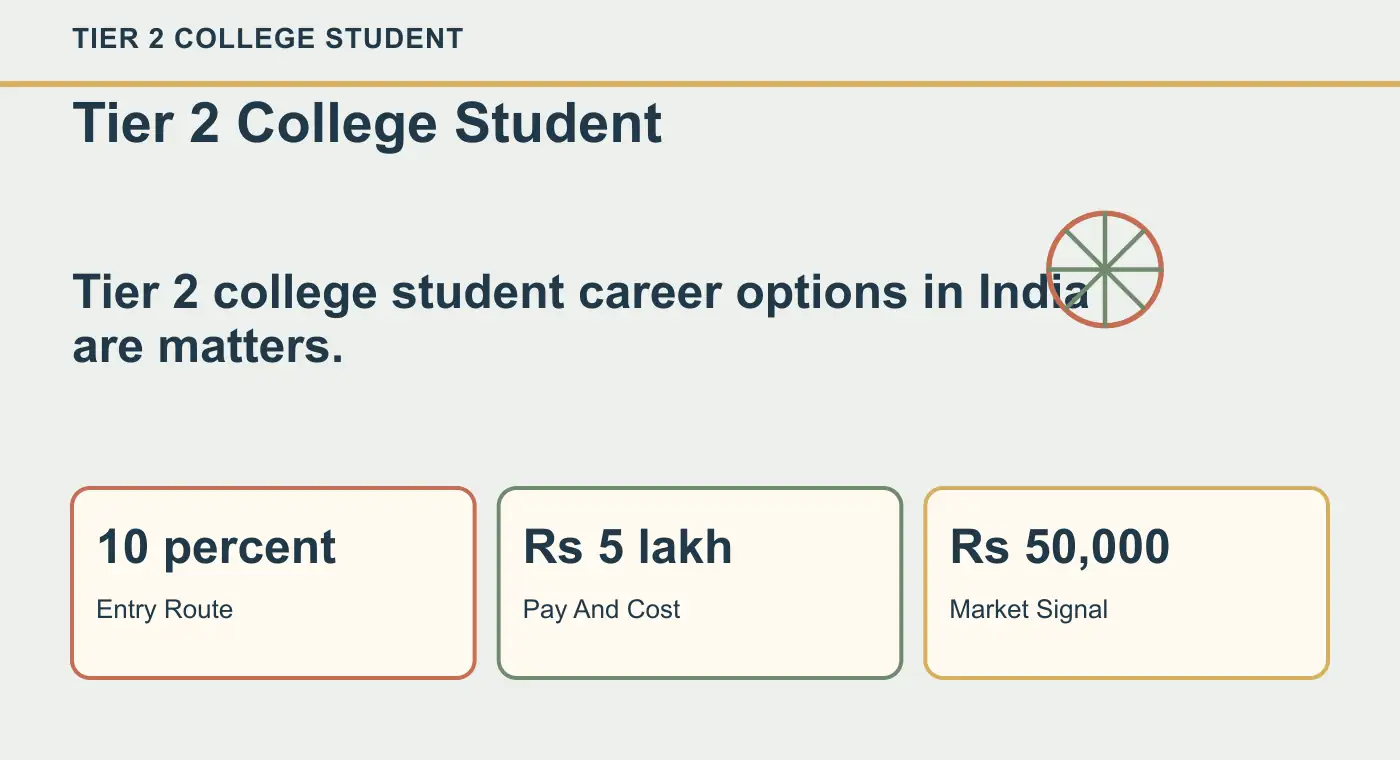 TIER 2 COLLEGE STUDENT
Tier 2 College Student
Tier 2 college student career options in India
are matters.
10 percent
Entry Route
Rs 5 lakh
Pay And Cost
Rs 50,000
Market Signal